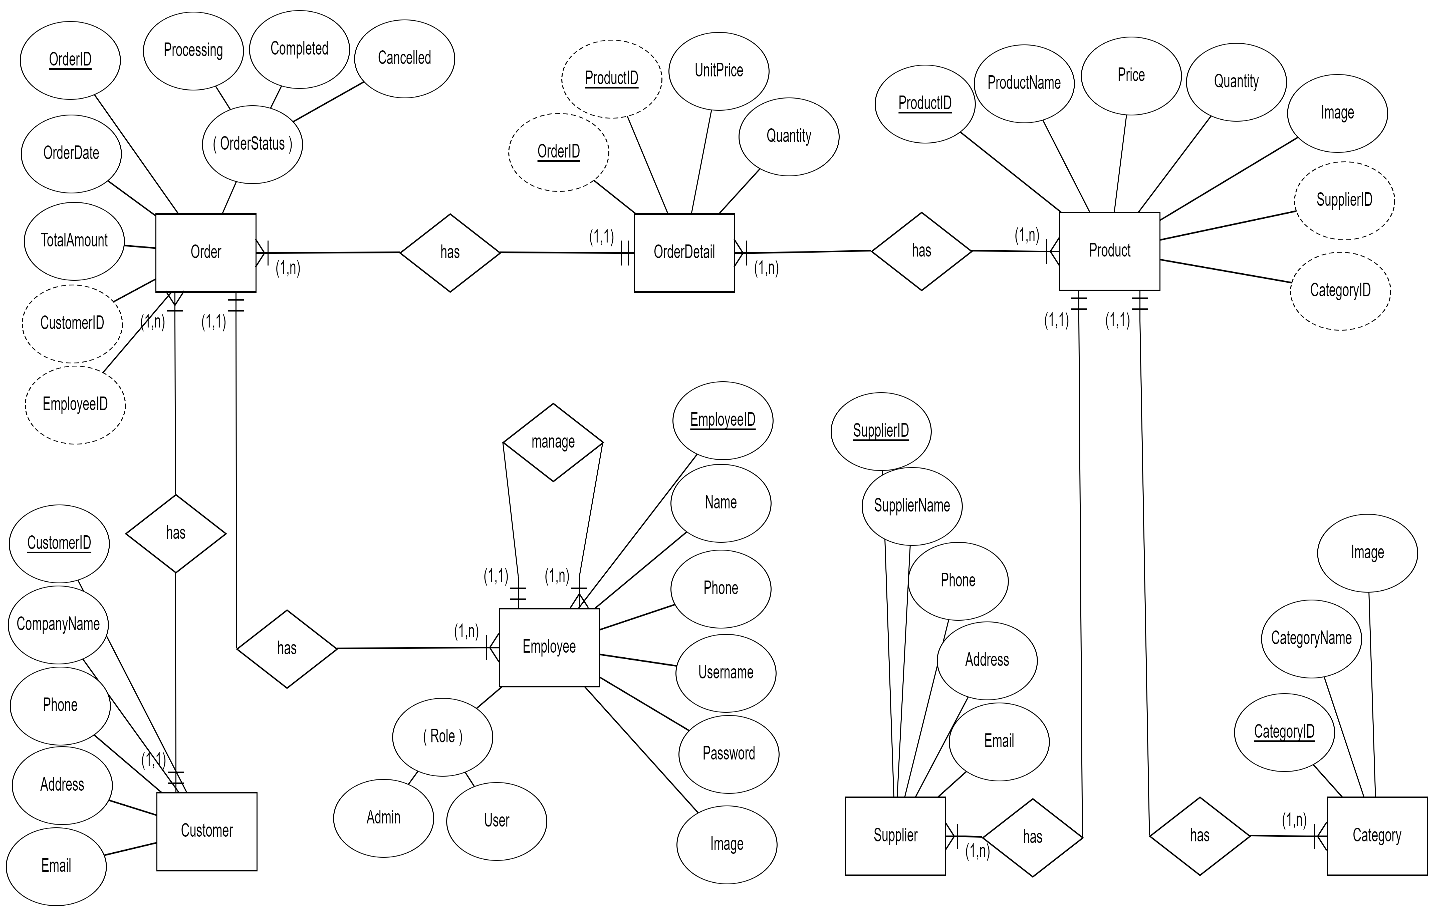 OrderID
Processing
Completed
Cancelled
( OrderStatus )
OrderDate
TotalAmount
CustomerID
EmployeeID
Order
(1,n)
has
(1,1)
ProductID
UnitPrice
OrderID
Quantity
OrderDetail
(1,n)
has
(1,n)
ProductID
ProductName
Price
Quantity
Image
SupplierID
CategoryID
Product
(1,n)
(1,1)
(1,1)
(1,1)
manage
EmployeeID
Name
Phone
Username
Password
Image
(1,1)
(1,n)
(1,n)
Employee
has
( Role )
Admin
User
has
CustomerID
CompanyName
Phone
Address
Email
(1,1)
Customer
SupplierID
SupplierName
Phone
Address
Email
Supplier
(1,n)
has
has
(1,n)
Image
CategoryName
CategoryID
Category